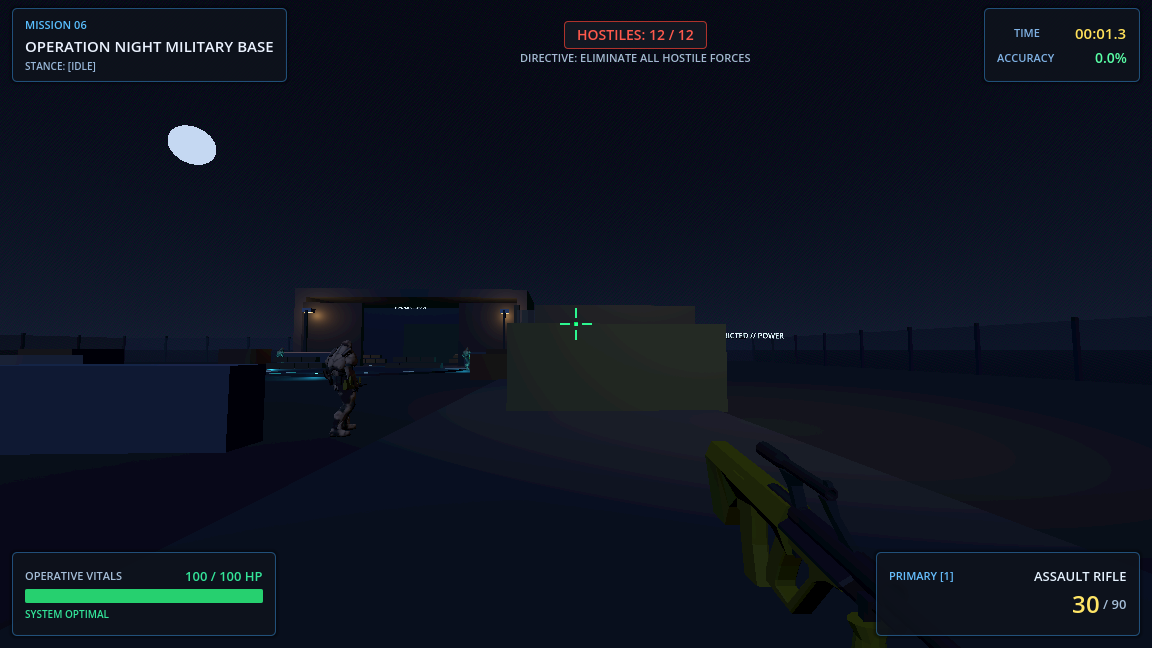 MISSION 06
OPERATION NIGHT MILITARY BASE
STANCE: [IDLE]
HOSTILES: 12 / 12
DIRECTIVE: ELIMINATE ALL HOSTILE FORCES
TIME 00:01.3
ACCURACY 0.0%
// POWER
OPERATIVE VITALS 100 / 100 HP
SYSTEM OPTIMAL
PRIMARY [1] ASSAULT RIFLE
30 / 90